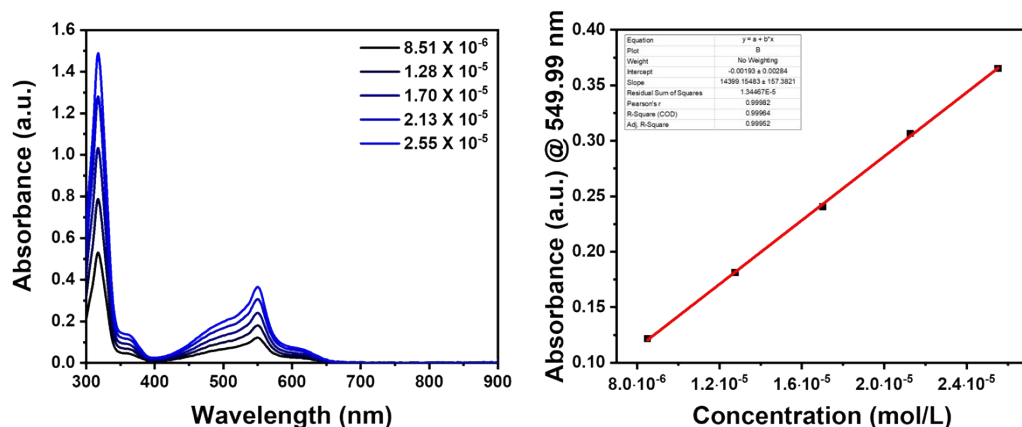 Absorbance (a.u.)
1.6
1.4
1.2
1.0
0.8
0.6
0.4
0.2
0.0
8.51 X 10⁻⁶
1.28 X 10⁻⁵
1.70 X 10⁻⁵
2.13 X 10⁻⁵
2.55 X 10⁻⁵
300 400 500 600 700 800 900
Wavelength (nm)
Absorbance (a.u.) @ 549.99 nm
0.40
0.35
0.30
0.25
0.20
0.15
0.10
Equation y = a + b*x
Plot B
Weight No Weighting
Intercept -0.00193 ± 0.00284
Slope 14399.15483 ± 157.3821
Residual Sum of Squares 1.34467E-5
Pearson's r 0.99982
R-Square (COD) 0.99964
Adj. R-Square 0.99952
8.0·10⁻⁶ 1.2·10⁻⁵ 1.6·10⁻⁵ 2.0·10⁻⁵ 2.4·10⁻⁵
Concentration (mol/L)